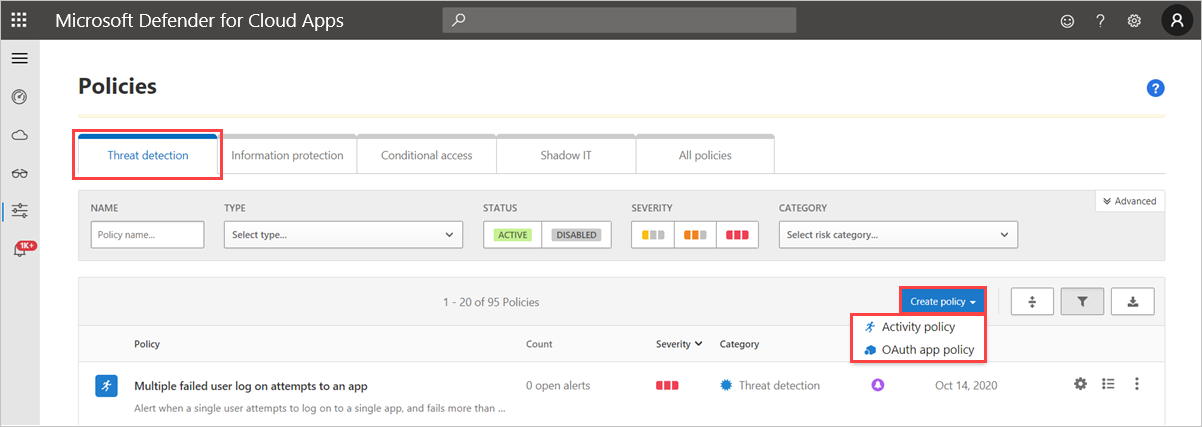 Microsoft Defender for Cloud Apps
?
Policies
?
Threat detection
Information protection
Conditional access
Shadow IT
All policies
Advanced
NAME
TYPE
STATUS
SEVERITY
CATEGORY
Policy name...
Select type...
ACTIVE
DISABLED
Select risk category...
1K+
1 - 20 of 95 Policies
Create policy
Activity policy
OAuth app policy
Policy
Count
Severity
Category
Multiple failed user log on attempts to an app
0 open alerts
Threat detection
Oct 14, 2020
Alert when a single user attempts to log on to a single app, and fails more than ...